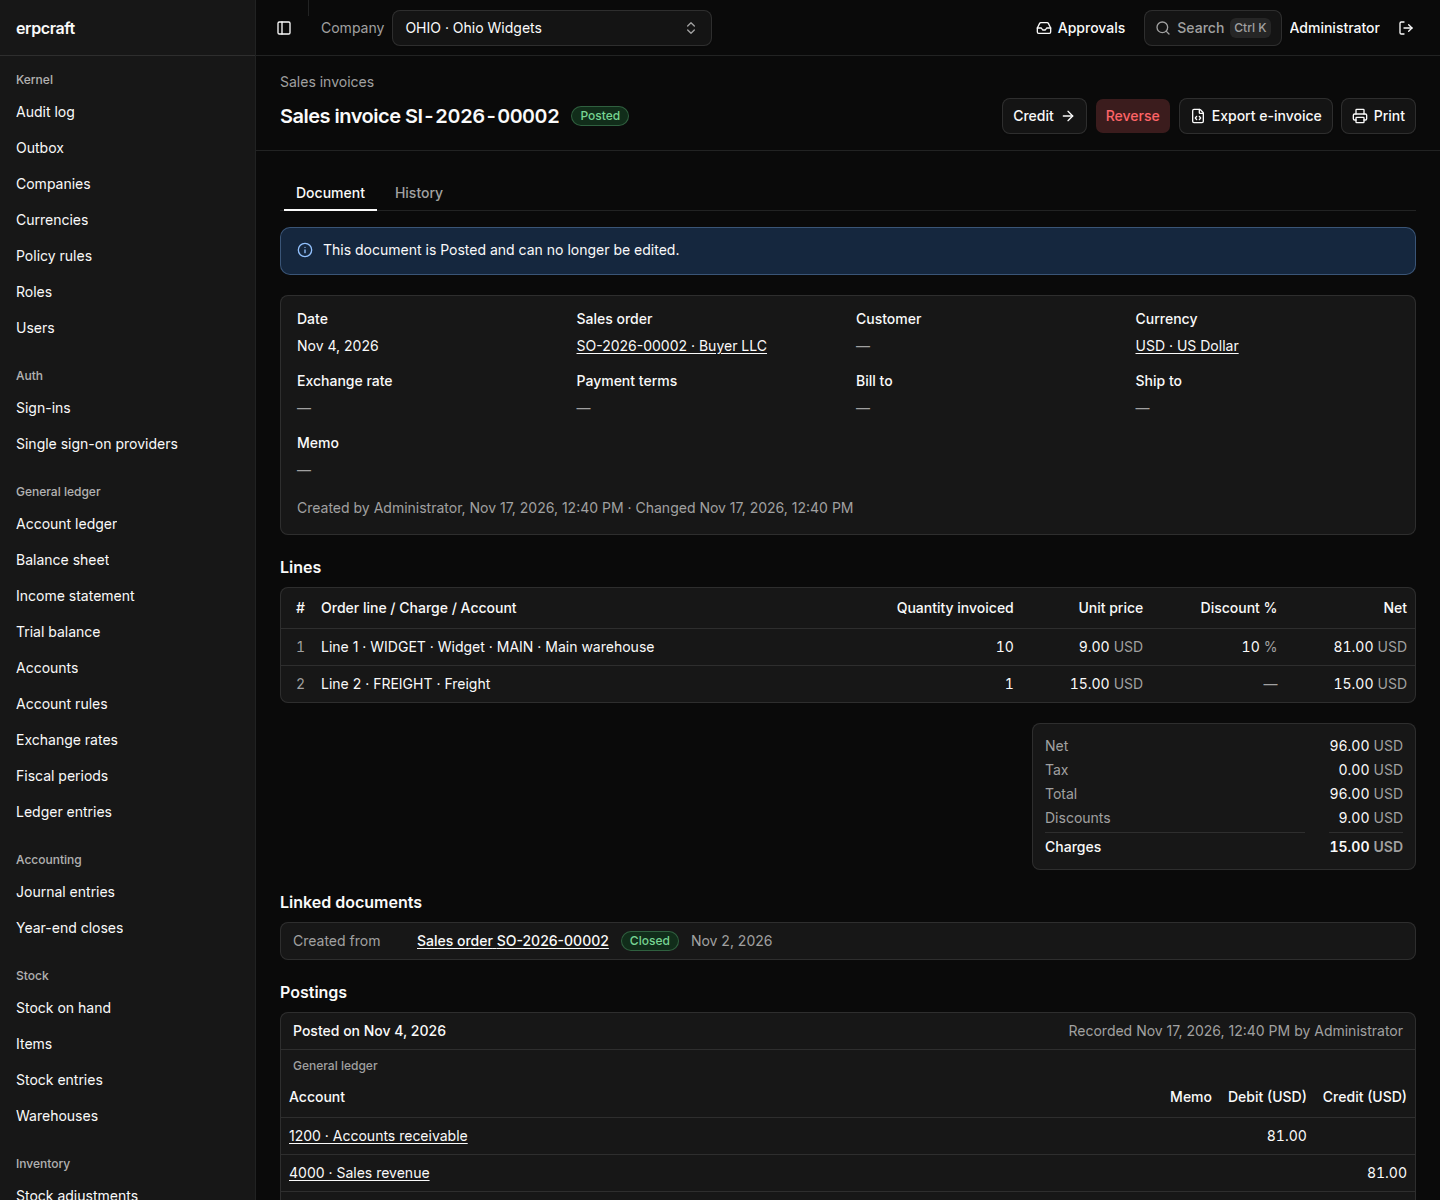 erpcraft
Company
OHIO · Ohio Widgets
Approvals
Search Ctrl K
Administrator
Kernel
Audit log
Outbox
Companies
Currencies
Policy rules
Roles
Users
Auth
Sign-ins
Single sign-on providers
General ledger
Account ledger
Balance sheet
Income statement
Trial balance
Accounts
Account rules
Exchange rates
Fiscal periods
Ledger entries
Accounting
Journal entries
Year-end closes
Stock
Stock on hand
Items
Stock entries
Warehouses
Inventory
Stock adjustments
Sales invoices
Sales invoice SI-2026-00002 Posted
Credit
Reverse
Export e-invoice
Print
Document History
This document is Posted and can no longer be edited.
Date Sales order Customer Currency
Nov 4, 2026 SO-2026-00002 · Buyer LLC — USD · US Dollar
Exchange rate Payment terms Bill to Ship to
— — — —
Memo
—
Created by Administrator, Nov 17, 2026, 12:40 PM · Changed Nov 17, 2026, 12:40 PM
Lines
# Order line / Charge / Account Quantity invoiced Unit price Discount % Net
1 Line 1 · WIDGET · Widget · MAIN · Main warehouse 10 9.00 USD 10 % 81.00 USD
2 Line 2 · FREIGHT · Freight 1 15.00 USD — 15.00 USD
Net 96.00 USD
Tax 0.00 USD
Total 96.00 USD
Discounts 9.00 USD
Charges 15.00 USD
Linked documents
Created from Sales order SO-2026-00002 Closed Nov 2, 2026
Postings
Posted on Nov 4, 2026 Recorded Nov 17, 2026, 12:40 PM by Administrator
General ledger
Account Memo Debit (USD) Credit (USD)
1200 · Accounts receivable 81.00
4000 · Sales revenue 81.00